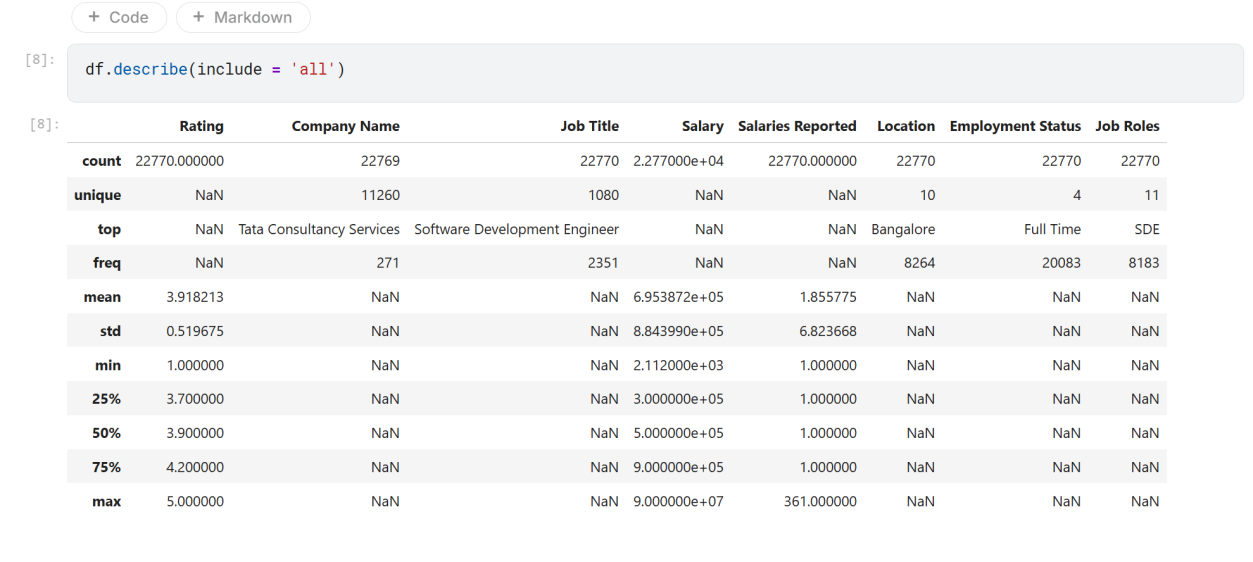 + Code + Markdown
[8]: df.describe(include = 'all')
[8]: Rating Company Name Job Title Salary Salaries Reported Location Employment Status Job Roles
count 22770.000000 22769 22770 2.277000e+04 22770.000000 22770 22770 22770
unique NaN 11260 1080 NaN NaN 10 4 11
top NaN Tata Consultancy Services Software Development Engineer NaN NaN Bangalore Full Time SDE
freq NaN 271 2351 NaN NaN 8264 20083 8183
mean 3.918213 NaN NaN 6.953872e+05 1.855775 NaN NaN NaN
std 0.519675 NaN NaN 8.843990e+05 6.823668 NaN NaN NaN
min 1.000000 NaN NaN 2.112000e+03 1.000000 NaN NaN NaN
25% 3.700000 NaN NaN 3.000000e+05 1.000000 NaN NaN NaN
50% 3.900000 NaN NaN 5.000000e+05 1.000000 NaN NaN NaN
75% 4.200000 NaN NaN 9.000000e+05 1.000000 NaN NaN NaN
max 5.000000 NaN NaN 9.000000e+07 361.000000 NaN NaN NaN